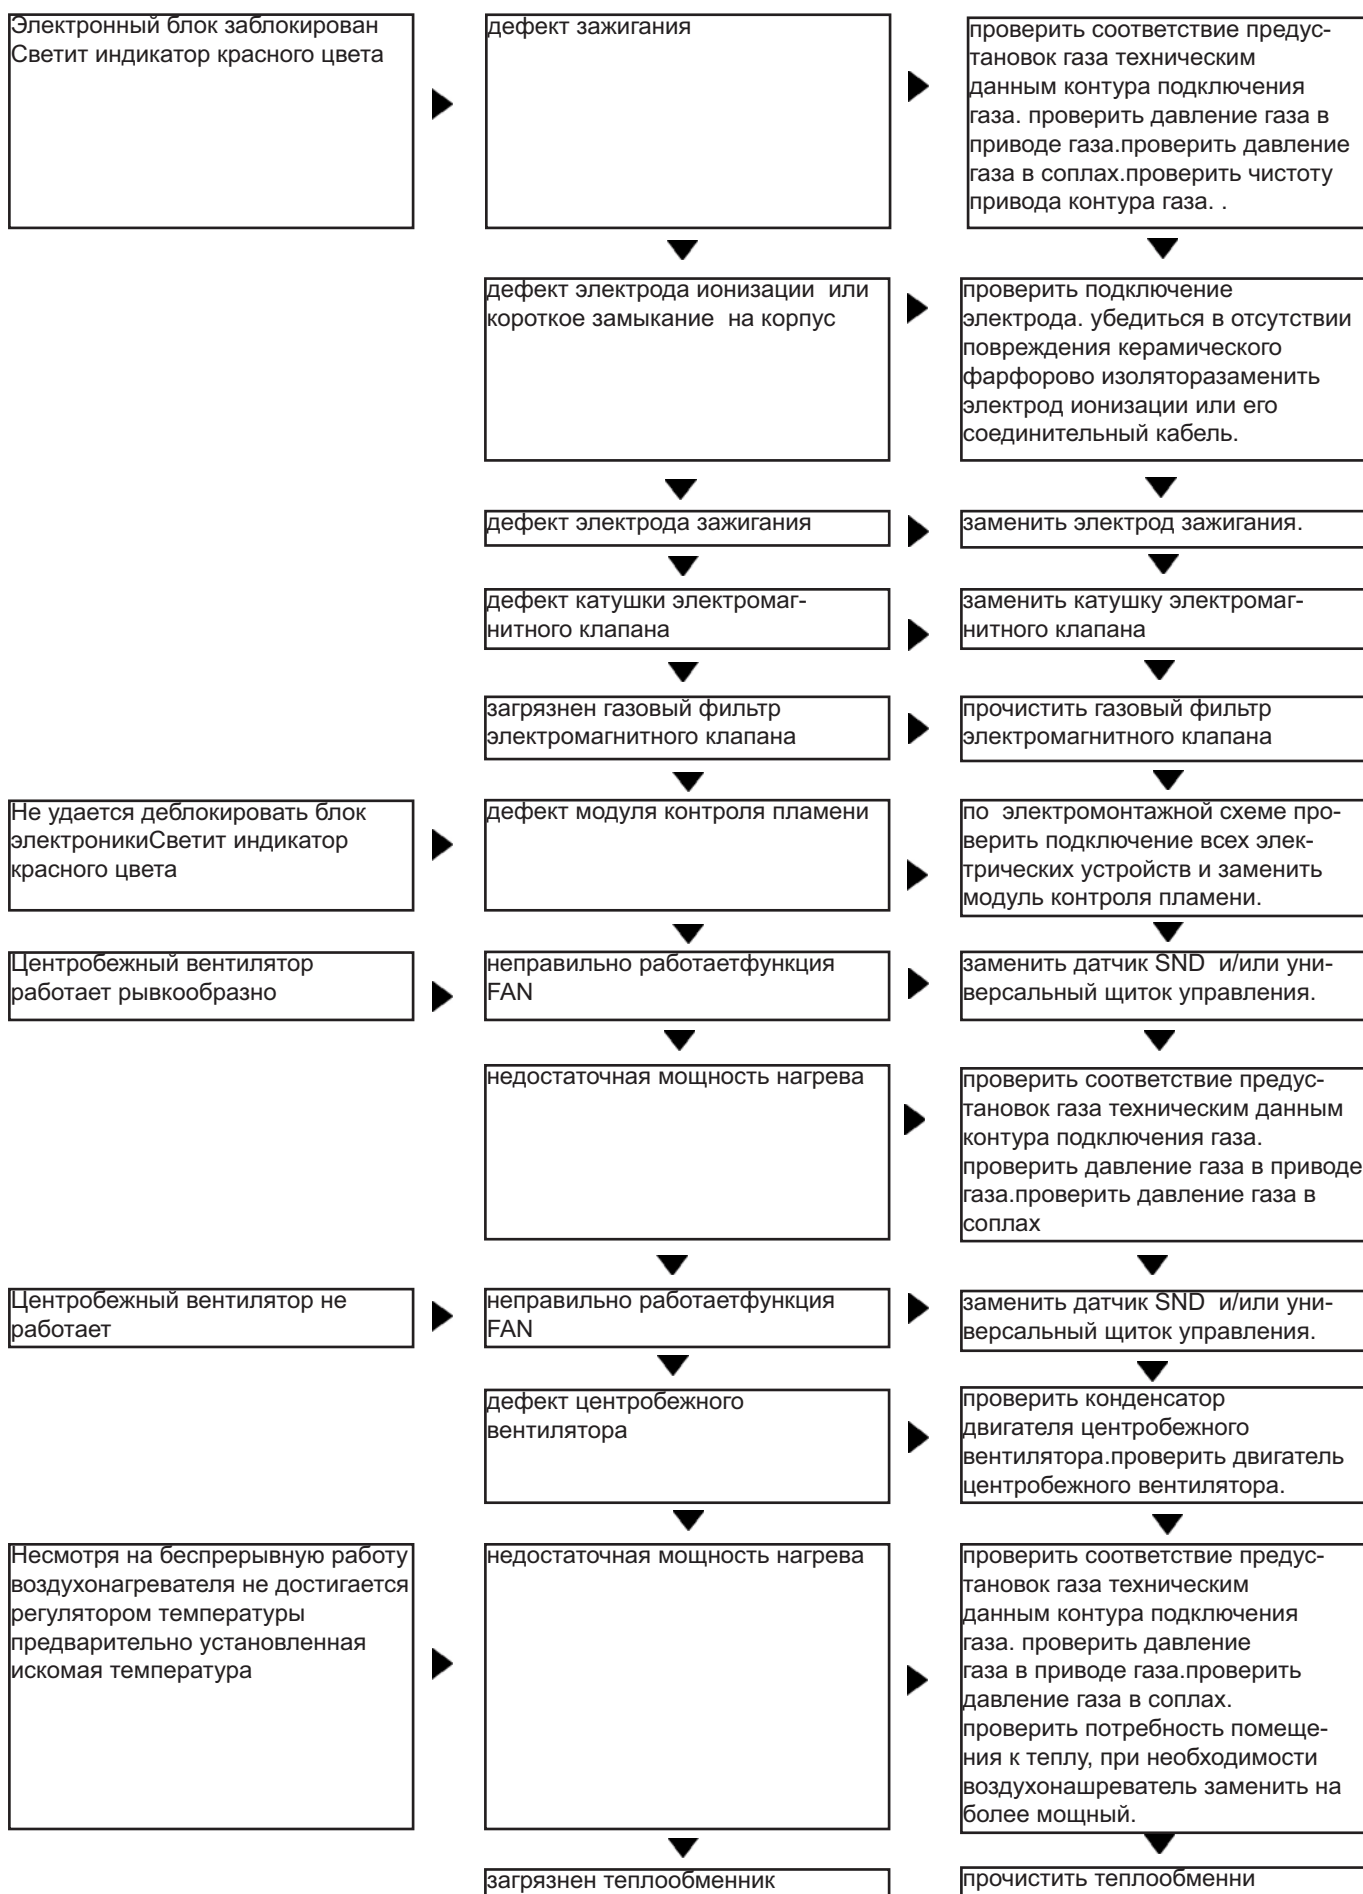 Электронный блок заблокирован
Светит индикатор красного цвета
дефект зажигания
проверить соответствие предус-
тановок газа техническим
данным контура подключения
газа. проверить давление газа в
приводе газа.проверить давление
газа в соплах.проверить чистоту
привода контура газа. .
дефект электрода ионизации  или
короткое замыкание  на корпус
проверить подключение
электрода. убедиться в отсутствии
повреждения керамического
фарфорово изоляторазаменить
электрод ионизации или его
соединительный кабель.
дефект электрода зажигания
заменить электрод зажигания.
дефект катушки электромаг-
нитного клапана
заменить катушку электромаг-
нитного клапана
загрязнен газовый фильтр
электромагнитного клапана
прочистить газовый фильтр
электромагнитного клапана
Не удается деблокировать блок
электроникиСветит индикатор
красного цвета
дефект модуля контроля пламени
по  электромонтажной схеме про-
верить подключение всех элек-
трических устройств и заменить
модуль контроля пламени.
Центробежный вентилятор
работает рывкообразно
неправильно работаетфункция
FAN
заменить датчик SND  и/или уни-
версальный щиток управления.
недостаточная мощность нагрева
проверить соответствие предус-
тановок газа техническим данным
контура подключения газа.
проверить давление газа в приводе
газа.проверить давление газа в
соплах
Центробежный вентилятор не
работает
неправильно работаетфункция
FAN
заменить датчик SND  и/или уни-
версальный щиток управления.
дефект центробежного
вентилятора
проверить конденсатор
двигателя центробежного
вентилятора.проверить двигатель
центробежного вентилятора.
Несмотря на беспрерывную работу
воздухонагревателя не достигается
регулятором температуры
предварительно установленная
искомая температура
недостаточная мощность нагрева
проверить соответствие предус-
тановок газа техническим
данным контура подключения
газа. проверить давление
газа в приводе газа.проверить
давление газа в соплах.
проверить потребность помеще-
ния к теплу, при необходимости
воздухонашреватель заменить на
более мощный.
загрязнен теплообменник
прочистить теплообменни